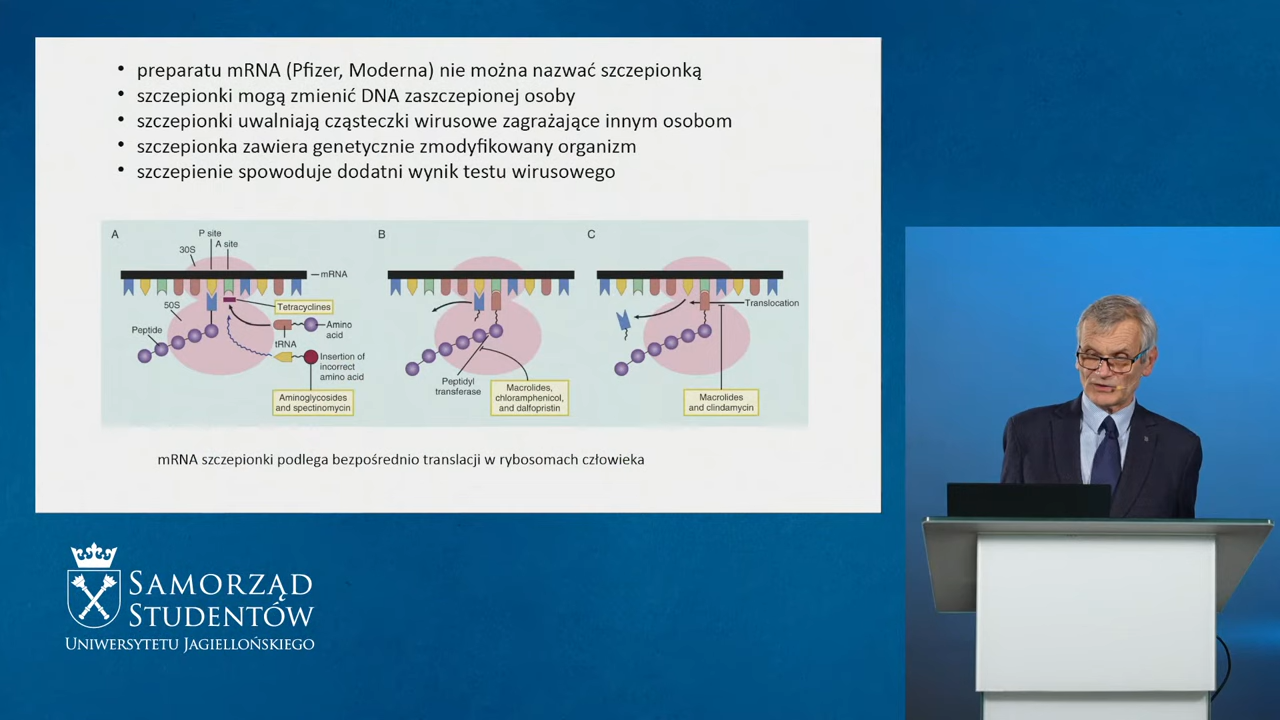 • preparatu mRNA (Pfizer, Moderna) nie można nazwać szczepionką
• szczepionki mogą zmienić DNA zaszczepionej osoby
• szczepionki uwalniają cząsteczki wirusowe zagrażające innym osobom
• szczepionka zawiera genetycznie zmodyfikowany organizm
• szczepienie spowoduje dodatni wynik testu wirusowego
A
P site
A site
30S
mRNA
50S
Tetracyclines
Peptide
Amino
acid
tRNA
Insertion of
incorrect
amino acid
Aminoglycosides
and spectinomycin
B
Peptidyl
transferase
Macrolides,
chloramphenicol,
and dalfopristin
C
Translocation
Macrolides
and clindamycin
mRNA szczepionki podlega bezpośrednio translacji w rybosomach człowieka
SAMORZĄD
STUDENTÓW
UNIWERSYTETU JAGIELLOŃSKIEGO